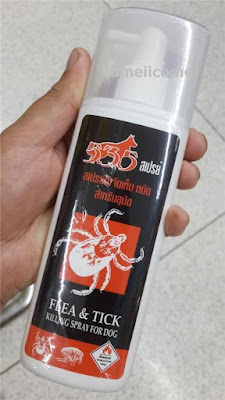 สเปรย์
สเปรย์กำจัดเห็บ หมัด
สำหรับสุนัข
FLEA & TICK
KILLING SPRAY FOR DOG